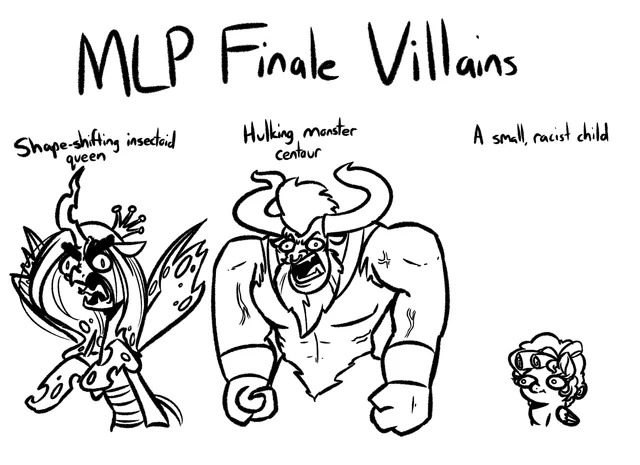 MLP Finale Villains
Shape-shifting insectoid
queen
Hulking monster
centaur
A small, racist child